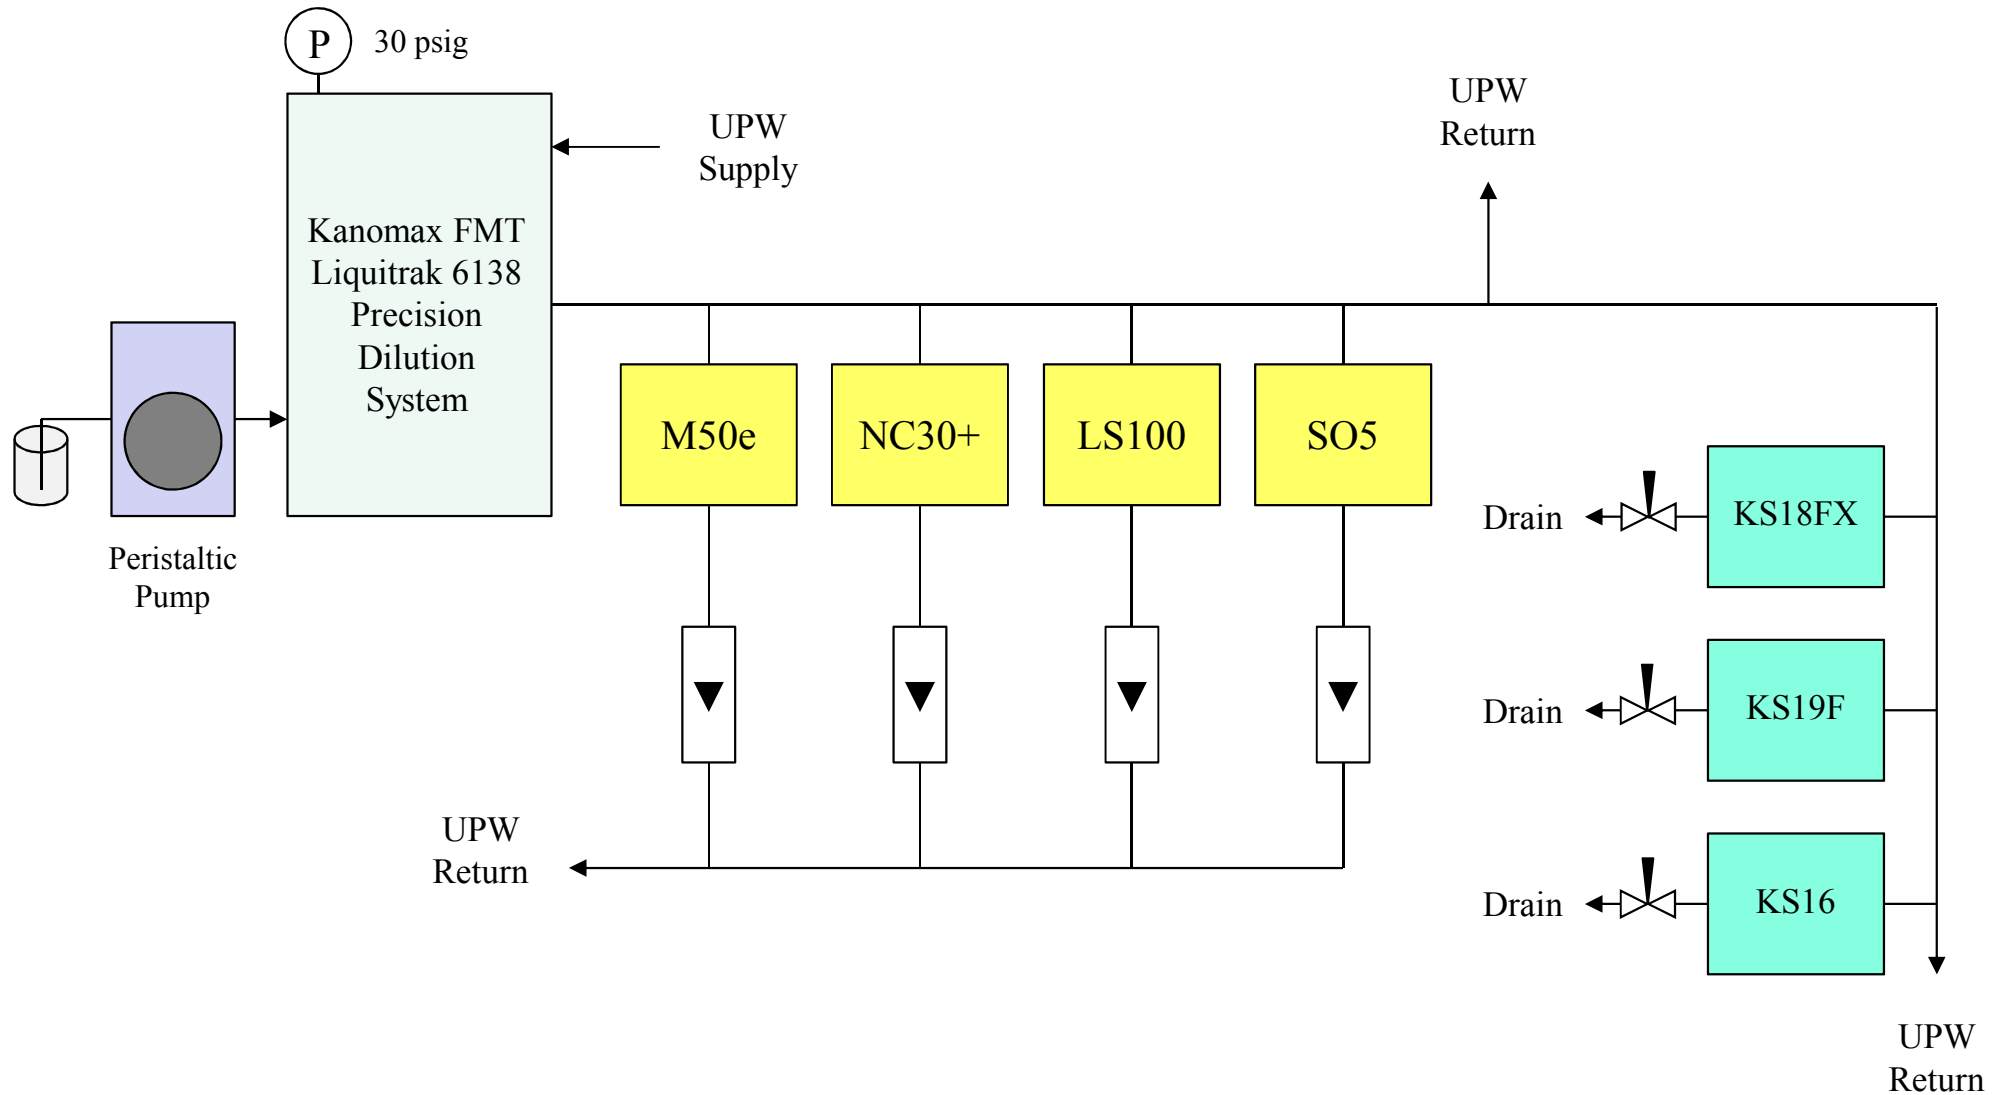 P
30 psig
UPW
Supply
UPW
Return
Kanomax FMT
Liquitrak 6138
Precision
Dilution
System
Peristaltic
Pump
M50e
NC30+
LS100
SO5
Drain
KS18FX
Drain
KS19F
Drain
KS16
UPW
Return
UPW
Return